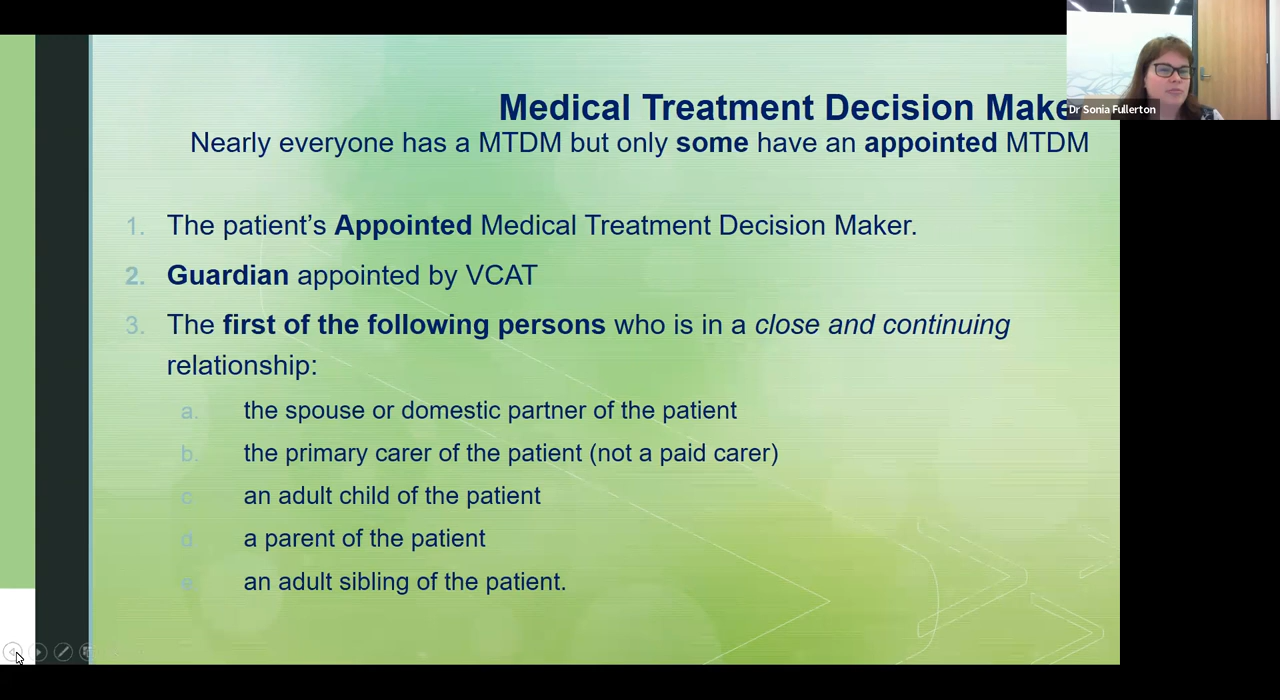 Medical Treatment Decision Make
Dr Sonia Fullerton
Nearly everyone has a MTDM but only some have an appointed MTDM
1. The patient’s Appointed Medical Treatment Decision Maker.
2. Guardian appointed by VCAT
3. The first of the following persons who is in a close and continuing
relationship:
a. the spouse or domestic partner of the patient
b. the primary carer of the patient (not a paid carer)
c. an adult child of the patient
d. a parent of the patient
e. an adult sibling of the patient.